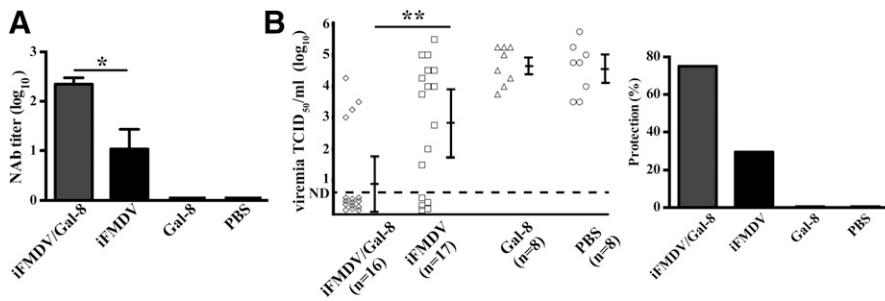 A
NAb titer (log10)
3
2
1
0
*
iFMDV/Gal-8
iFMDV
Gal-8
PBS
B
viremia TCID50/ml (log10)
6
5
4
3
2
1
ND
**
iFMDV/Gal-8
(n=16)
iFMDV
(n=17)
Gal-8
(n=8)
PBS
(n=8)
Protection (%)
80
60
40
20
0
iFMDV/Gal-8
iFMDV
Gal-8
PBS